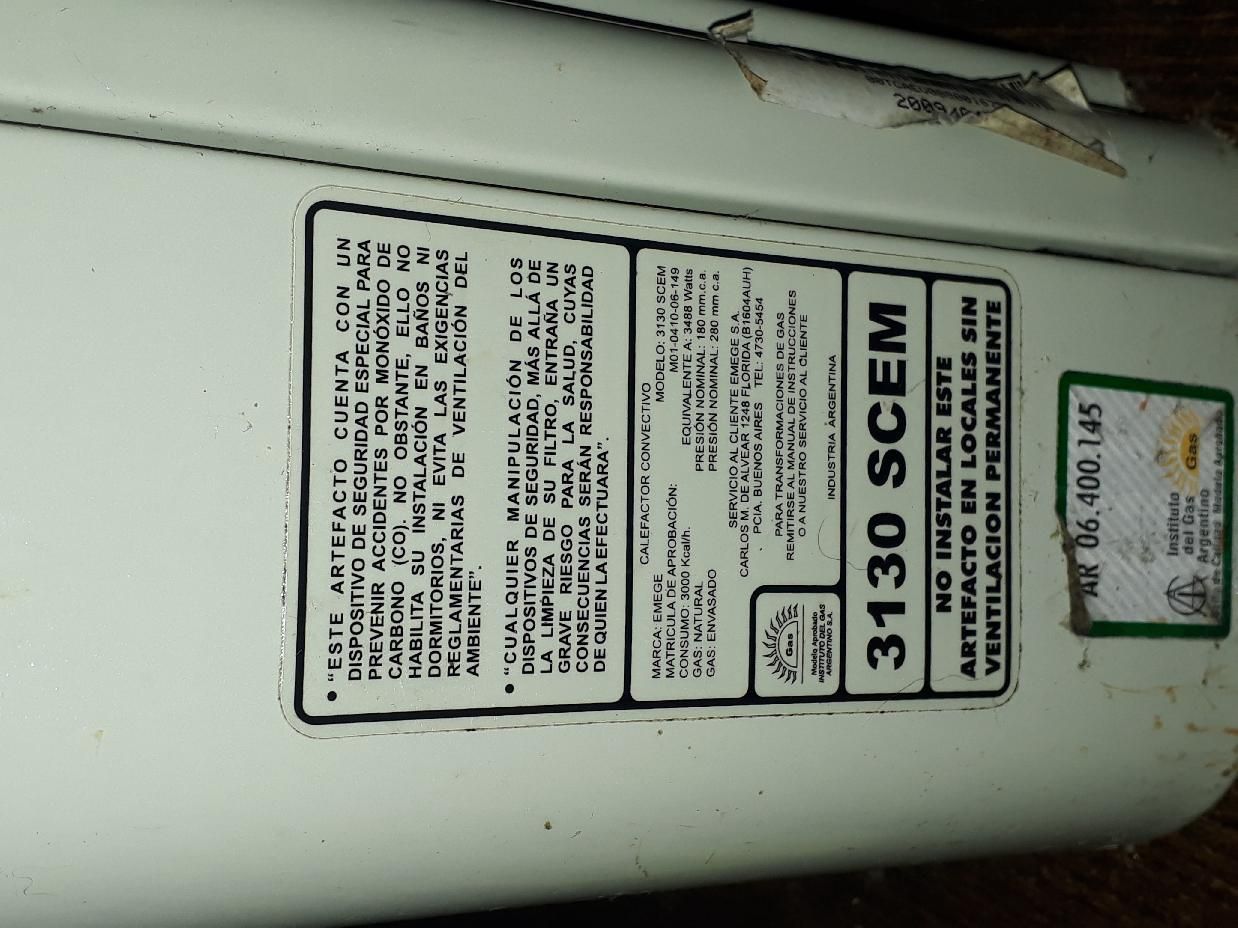 • “ESTE ARTEFACTO CUENTA CON UN
DISPOSITIVO DE SEGURIDAD ESPECIAL PARA
PREVENIR ACCIDENTES POR MONÓXIDO DE
CARBONO (CO). NO OBSTANTE, ELLO NO
HABILITA SU INSTALACIÓN EN BAÑOS NI
DORMITORIOS, NI EVITA LAS EXIGENCIAS
REGLAMENTARIAS DE VENTILACIÓN DEL
AMBIENTE”.
• “CUALQUIER MANIPULACIÓN DE LOS
DISPOSITIVOS DE SEGURIDAD, MÁS ALLÁ DE
LA LIMPIEZA DE SU FILTRO, ENTRAÑA UN
GRAVE RIESGO PARA LA SALUD, CUYAS
CONSECUENCIAS SERÁN RESPONSABILIDAD
DE QUIEN LA EFECTUARA”.
CALEFACTOR CONVECTIVO
MARCA: EMEGE MODELO: 3130 SCEM
MATRICULA DE APROBACIÓN: M01-0410-06-149
CONSUMO: 3000 Kcal/h. EQUIVALENTE A: 3488 Watts
GAS: NATURAL PRESIÓN NOMINAL: 180 mm.c.a.
GAS: ENVASADO PRESIÓN NOMINAL: 280 mm c.a.
SERVICIO AL CLIENTE EMEGE S.A.
CARLOS M. DE ALVEAR 1248 FLORIDA (B1604AUH)
PCIA. BUENOS AIRES TEL: 4730-5454
PARA TRANSFORMACIONES DE GAS
REMITIRSE AL MANUAL DE INSTRUCCIONES
O A NUESTRO SERVICIO AL CLIENTE
INDUSTRIA ARGENTINA
Gas
Modelo Aprobado
INSTITUTO DEL GAS
ARGENTINO S.A.
3130 SCEM
NO INSTALAR ESTE
ARTEFACTO EN LOCALES SIN
VENTILACION PERMANENTE
AR 06.400.145
Instituto
del Gas
Argentino
Gas
de Calidad Modelo Aprobado